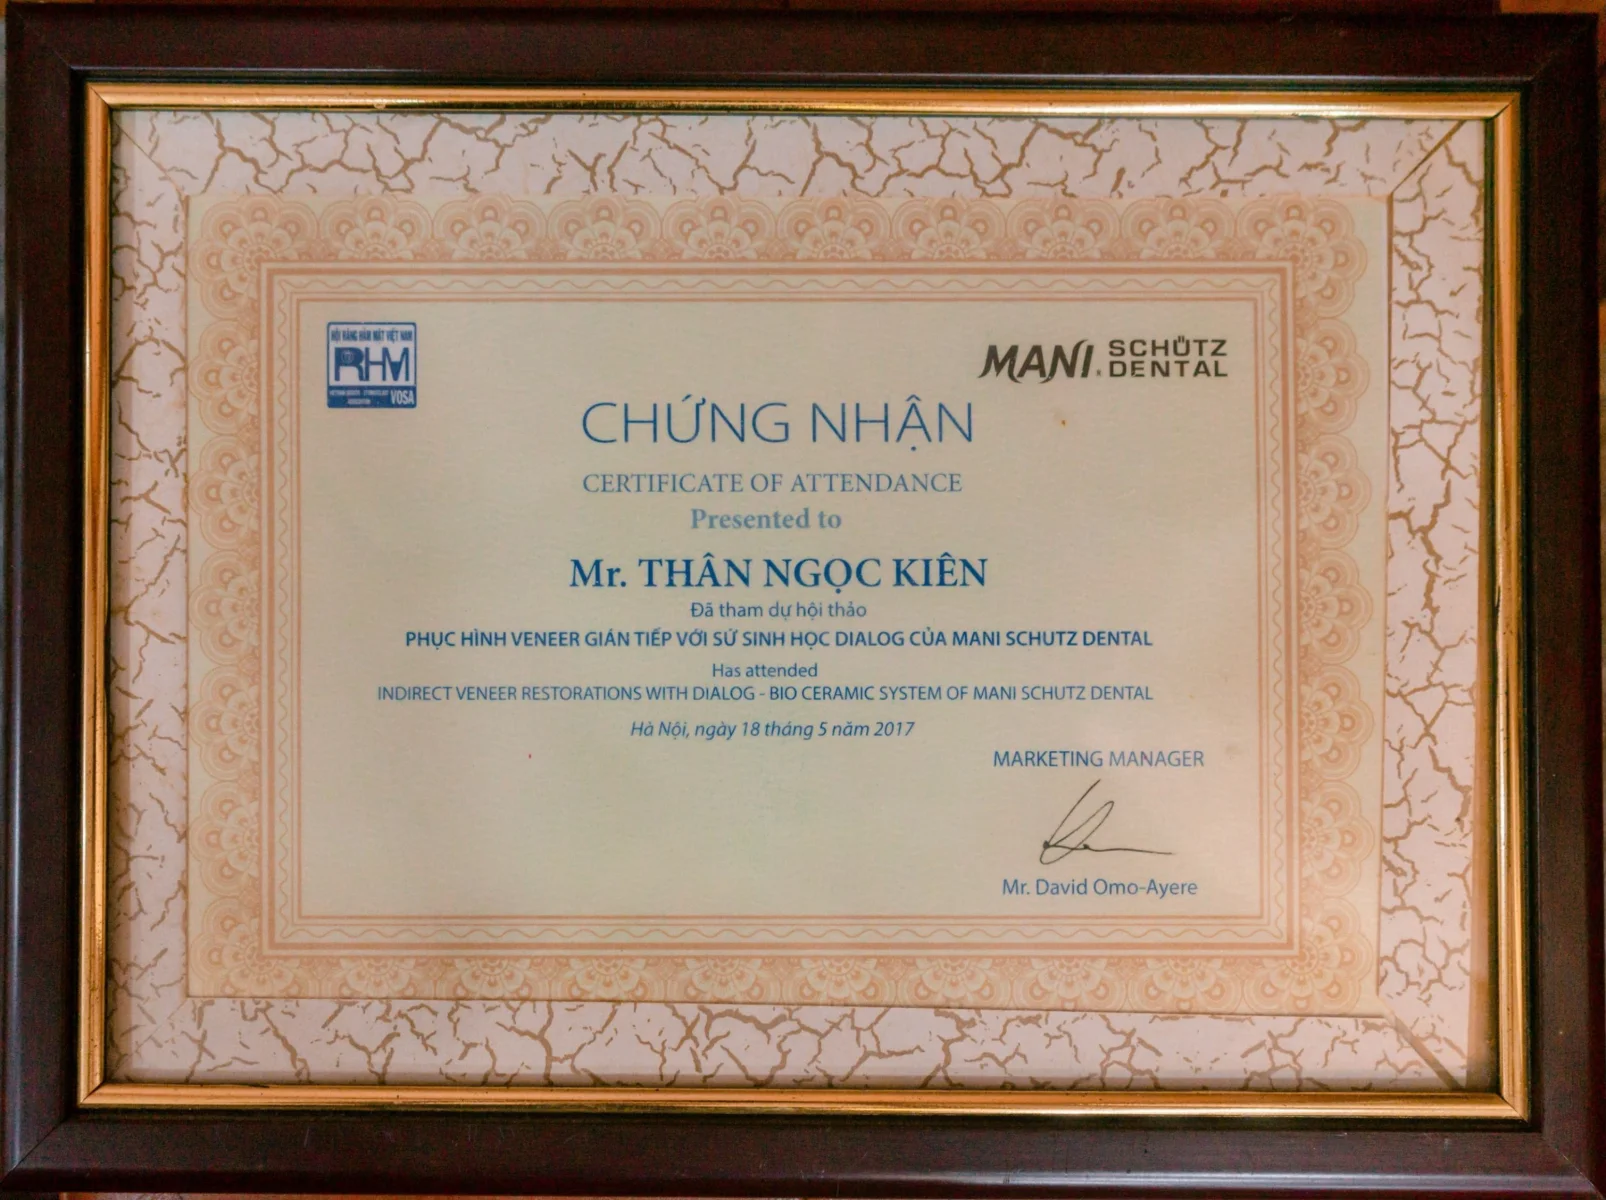 HỘI RĂNG HÀM MẶT VIỆT NAM
RHM
VOSA
MANI. SCHÜTZ DENTAL
CHỨNG NHẬN
CERTIFICATE OF ATTENDANCE
Presented to
Mr. THÂN NGỌC KIÊN
Đã tham dự hội thảo
PHỤC HÌNH VENEER GIÁN TIẾP VỚI SỨ SINH HỌC DIALOG CỦA MANI SCHUTZ DENTAL
Has attended
INDIRECT VENEER RESTORATIONS WITH DIALOG - BIO CERAMIC SYSTEM OF MANI SCHUTZ DENTAL
Hà Nội, ngày 18 tháng 5 năm 2017
MARKETING MANAGER
Mr. David Omo-Ayere